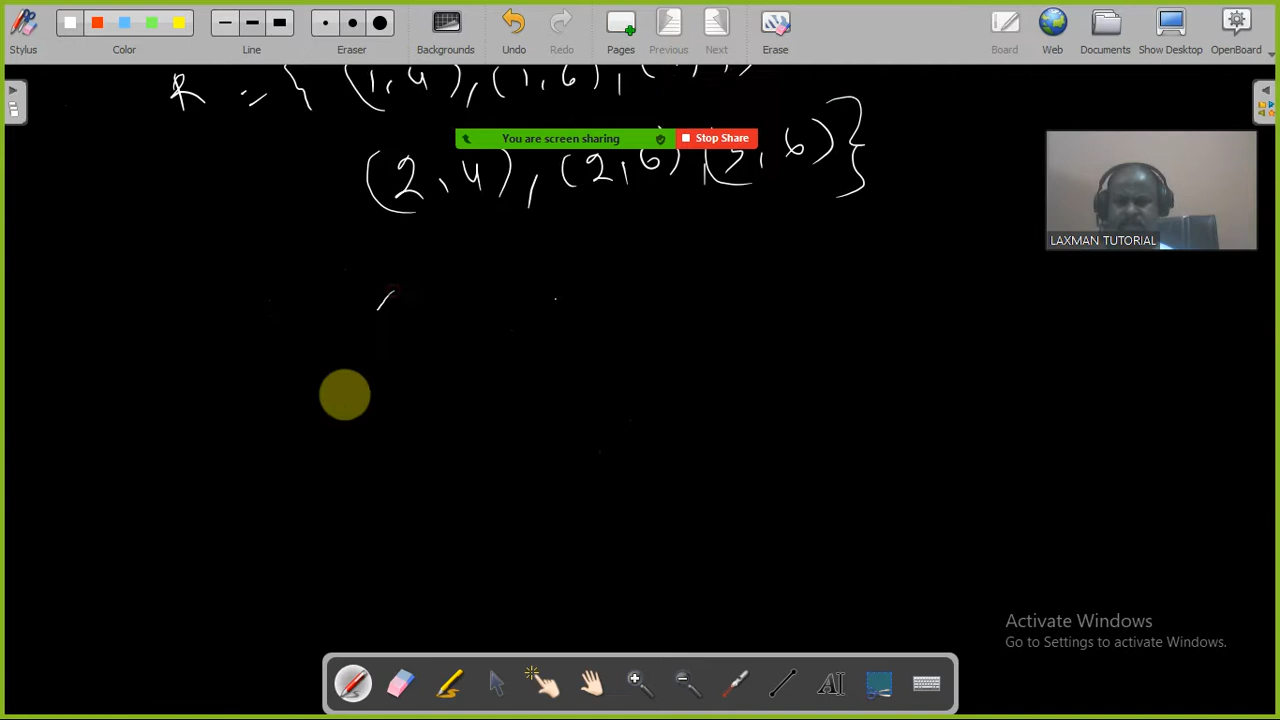 Stylus Color Line Eraser Backgrounds Undo Redo Pages Previous Next Erase Board Web Documents Show Desktop OpenBoard
R = { (1, 4), (1, 6),
You are screen sharing Stop Share
(2, 4), (2, 6), ( , 6)}
LAXMAN TUTORIAL
Activate Windows
Go to Settings to activate Windows.